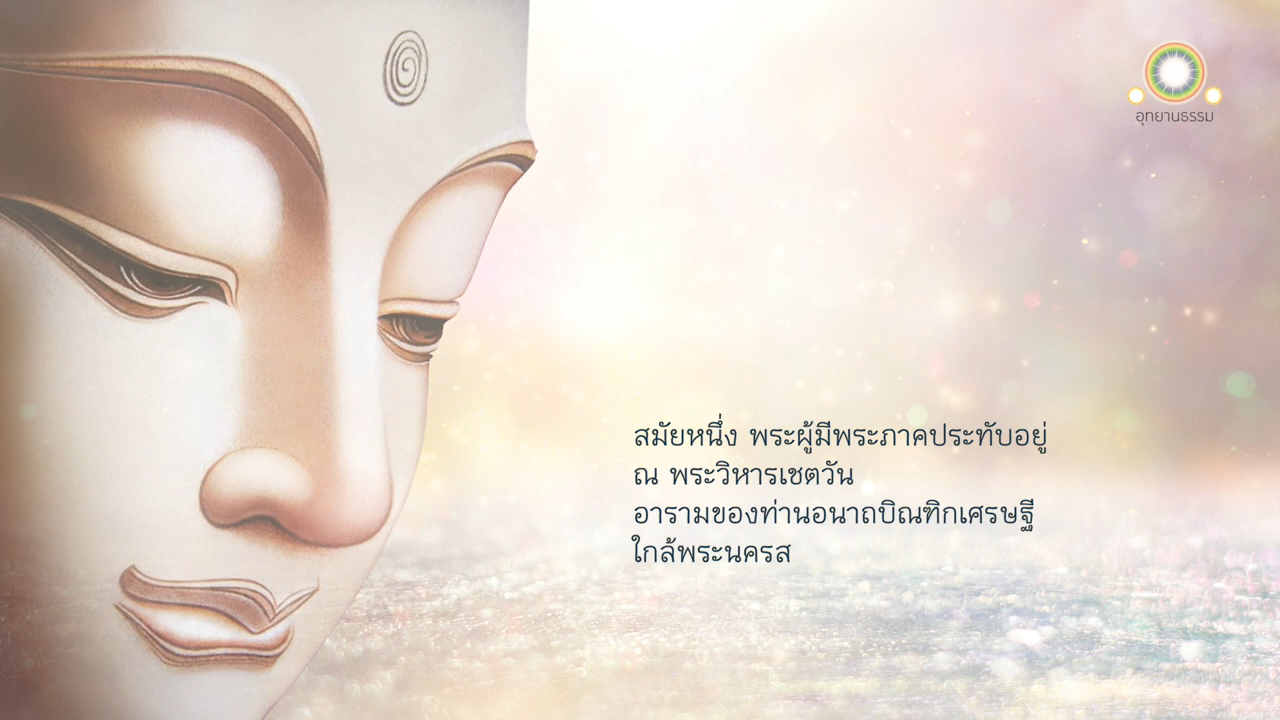 อุทยานธรรม
สมัยหนึ่ง พระผู้มีพระภาคประทับอยู่
ณ พระวิหารเชตวัน
อารามของท่านอนาถบิณฑิกเศรษฐี
ใกล้พระนครส